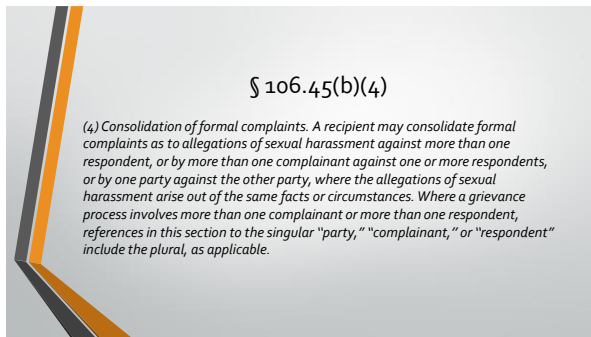 § 106.45(b)(4)
(4) Consolidation of formal complaints. A recipient may consolidate formal
complaints as to allegations of sexual harassment against more than one
respondent, or by more than one complainant against one or more respondents,
or by one party against the other party, where the allegations of sexual
harassment arise out of the same facts or circumstances. Where a grievance
process involves more than one complainant or more than one respondent,
references in this section to the singular “party,” “complainant,” or “respondent”
include the plural, as applicable.